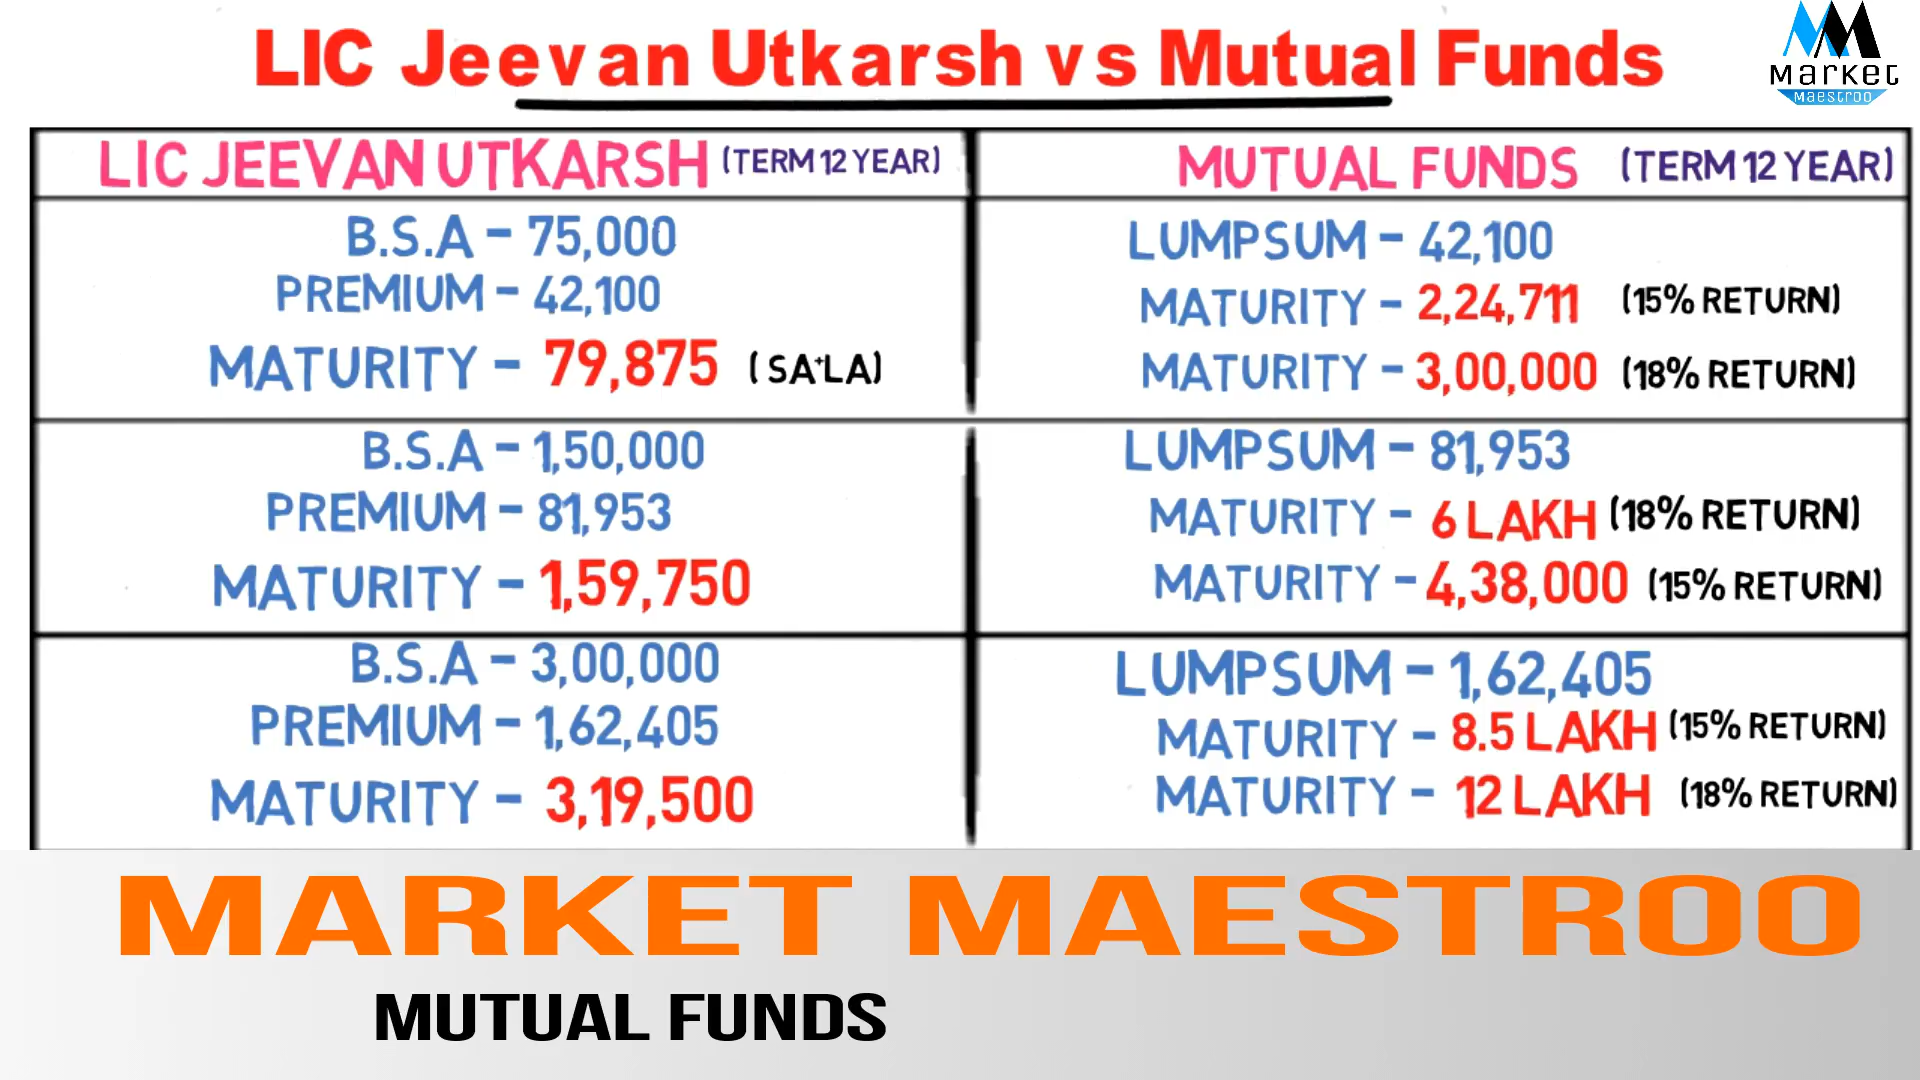 LIC Jeevan Utkarsh vs Mutual Funds
Market
Maestroo
LIC JEEVAN UTKARSH (TERM 12 YEAR)
B.S.A - 75,000
PREMIUM - 42,100
MATURITY - 79,875 (SA+LA)
B.S.A - 1,50,000
PREMIUM - 81,953
MATURITY - 1,59,750
B.S.A - 3,00,000
PREMIUM - 1,62,405
MATURITY - 3,19,500
MUTUAL FUNDS (TERM 12 YEAR)
LUMPSUM - 42,100
MATURITY - 2,24,711 (15% RETURN)
MATURITY - 3,00,000 (18% RETURN)
LUMPSUM - 81,953
MATURITY - 6 LAKH (18% RETURN)
MATURITY - 4,38,000 (15% RETURN)
LUMPSUM - 1,62,405
MATURITY - 8.5 LAKH (15% RETURN)
MATURITY - 12 LAKH (18% RETURN)
MARKET MAESTROO
MUTUAL FUNDS